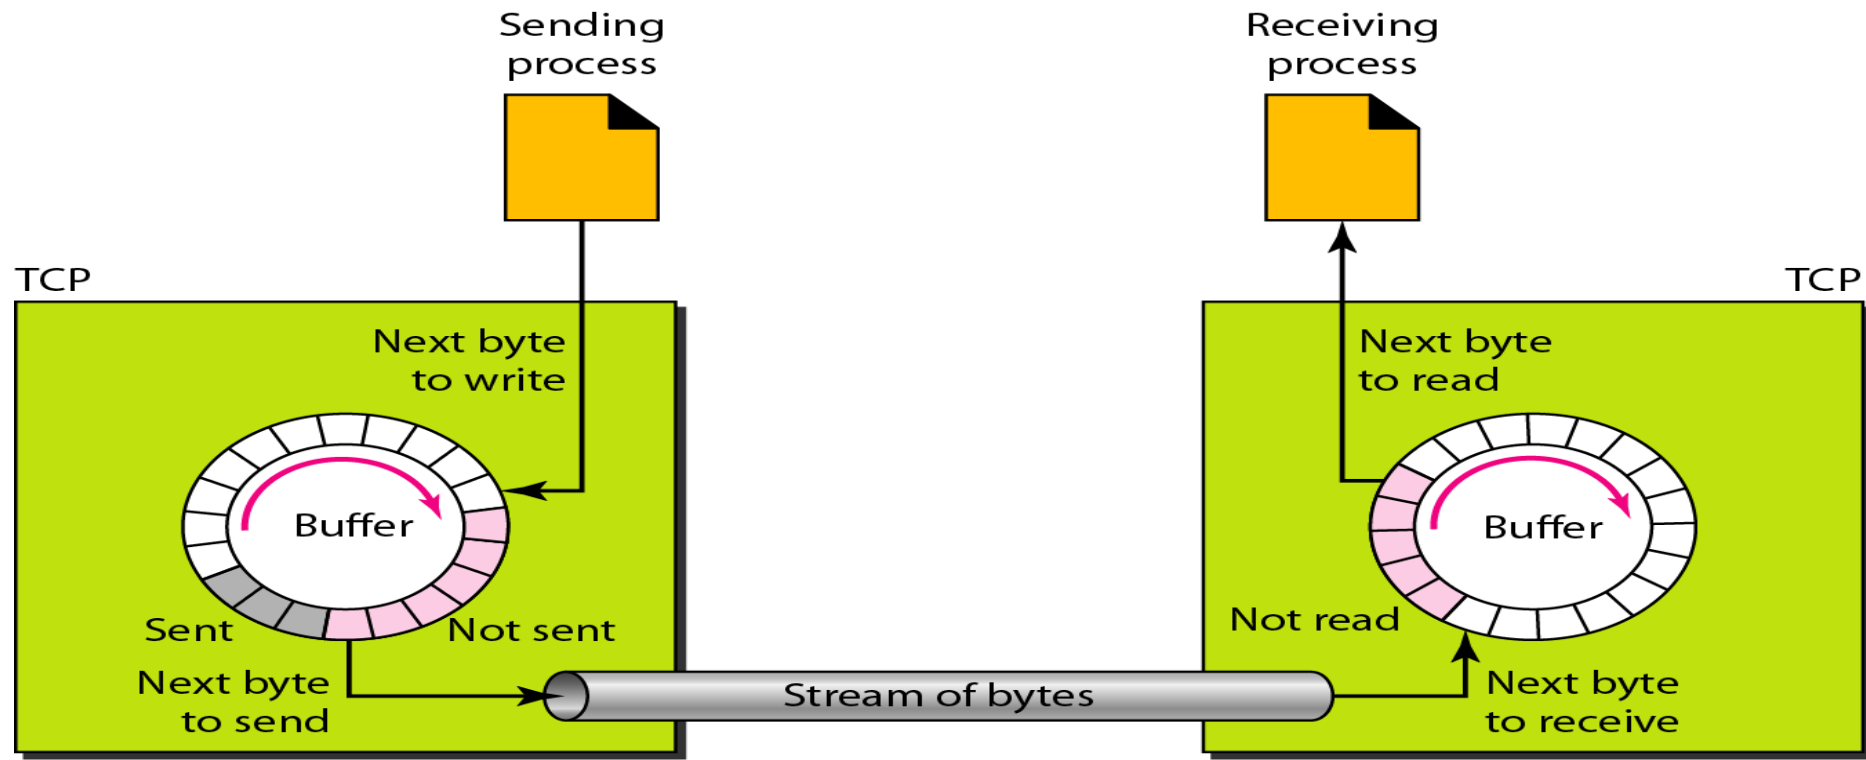 Sending
process
Receiving
process
TCP
TCP
Next byte
to write
Next byte
to read
Buffer
Buffer
Sent
Not sent
Not read
Next byte
to send
Stream of bytes
Next byte
to receive